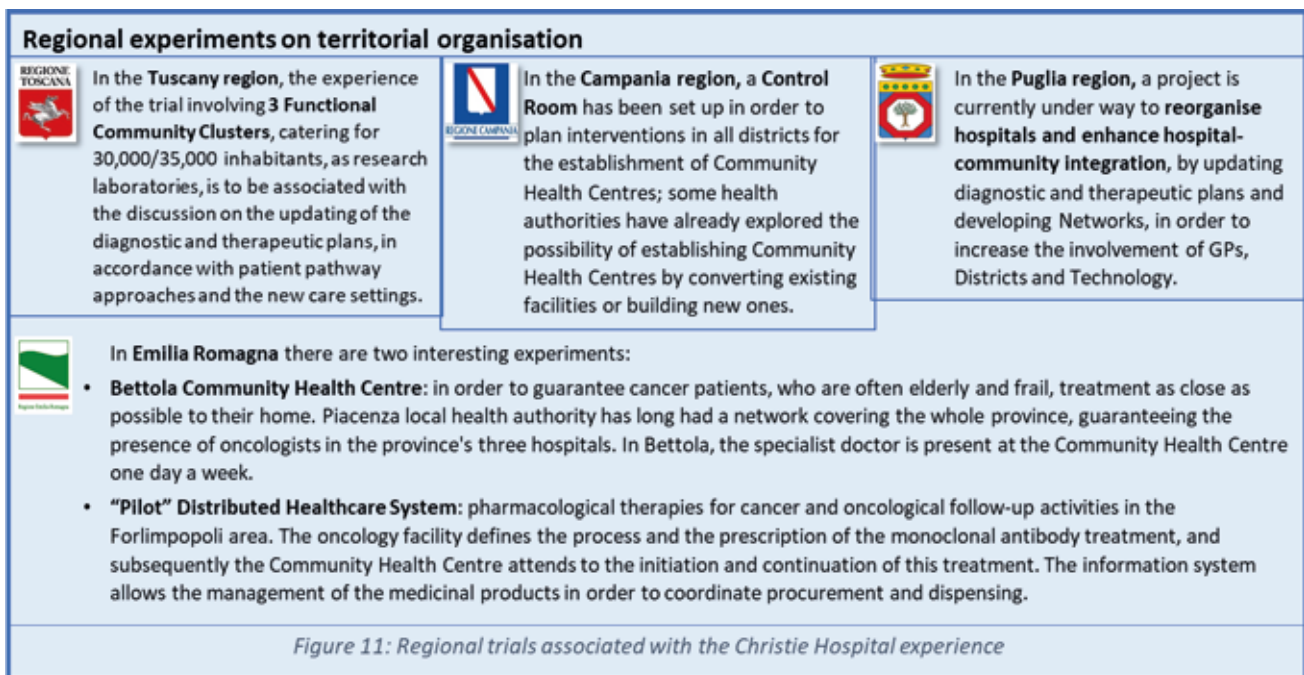 Regional experiments on territorial organisation
REGIONE
TOSCANA
In the Tuscany region, the experience
of the trial involving 3 Functional
Community Clusters, catering for
30,000/35,000 inhabitants, as research
laboratories, is to be associated with
the discussion on the updating of the
diagnostic and therapeutic plans, in
accordance with patient pathway
approaches and the new care settings.
REGIONE CAMPANIA
In the Campania region, a Control
Room has been set up in order to
plan interventions in all districts for
the establishment of Community
Health Centres; some health
authorities have already explored the
possibility of establishing Community
Health Centres by converting existing
facilities or building new ones.
In the Puglia region, a project is
currently under way to reorganise
hospitals and enhance hospital-
community integration, by updating
diagnostic and therapeutic plans and
developing Networks, in order to
increase the involvement of GPs,
Districts and Technology.
Regione Emilia Romagna
In Emilia Romagna there are two interesting experiments:
• Bettola Community Health Centre: in order to guarantee cancer patients, who are often elderly and frail, treatment as close as
possible to their home. Piacenza local health authority has long had a network covering the whole province, guaranteeing the
presence of oncologists in the province's three hospitals. In Bettola, the specialist doctor is present at the Community Health Centre
one day a week.
• “Pilot” Distributed Healthcare System: pharmacological therapies for cancer and oncological follow-up activities in the
Forlimpopoli area. The oncology facility defines the process and the prescription of the monoclonal antibody treatment, and
subsequently the Community Health Centre attends to the initiation and continuation of this treatment. The information system
allows the management of the medicinal products in order to coordinate procurement and dispensing.
Figure 11: Regional trials associated with the Christie Hospital experience